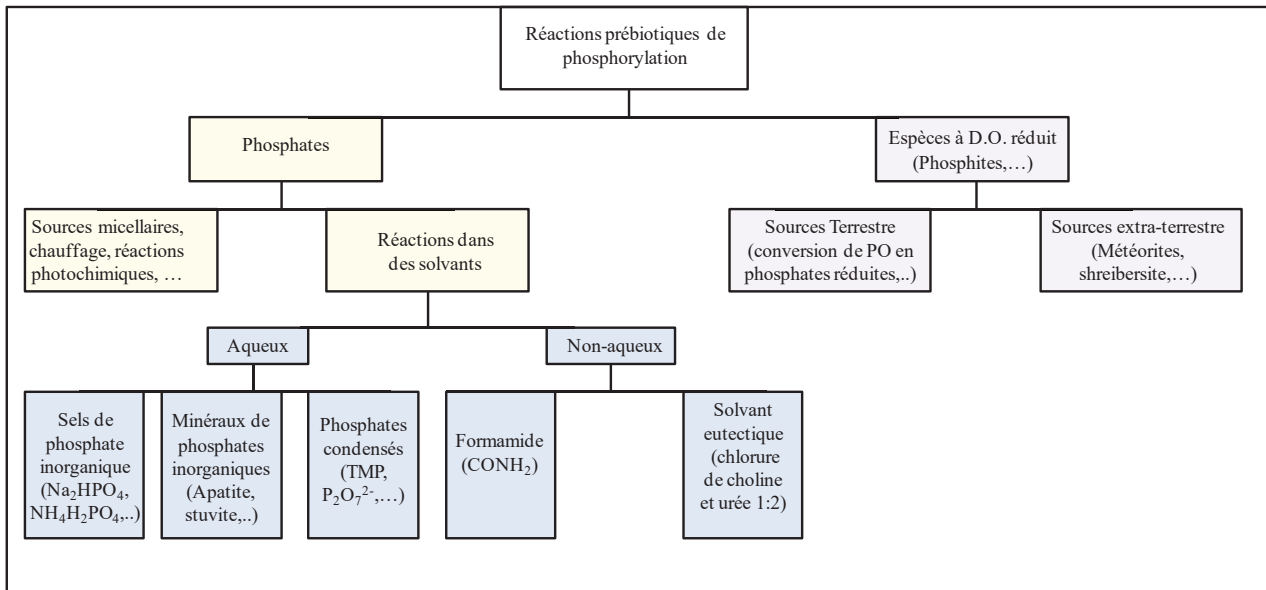 Réactions prébiotiques de
phosphorylation
Phosphates
Espèces à D.O. réduit
(Phosphites,…)
Sources micellaires,
chauffage, réactions
photochimiques, …
Réactions dans
des solvants
Sources Terrestre
(conversion de PO en
phosphates réduites,..)
Sources extra-terrestre
(Météorites,
shreibersite,…)
Aqueux
Non-aqueux
Sels de
phosphate
inorganique
(Na₂HPO₄,
NH₄H₂PO₄,..)
Minéraux de
phosphates
inorganiques
(Apatite,
stuvite,..)
Phosphates
condensés
(TMP,
P₂O₇²⁻,…)
Formamide
(CONH₂)
Solvant
eutectique
(chlorure
de choline
et urée 1:2)